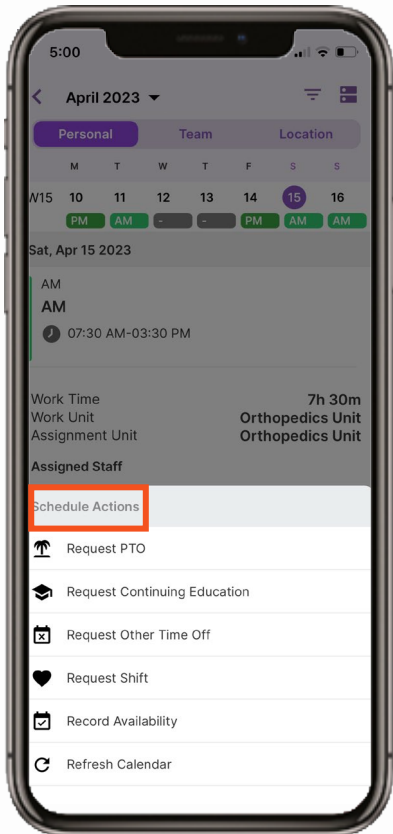 5:00
April 2023
Personal Team Location
M T W T F S S
W15 10 11 12 13 14 15 16
PM AM - - PM AM AM
Sat, Apr 15 2023
AM
AM
07:30 AM-03:30 PM
Work Time 7h 30m
Work Unit Orthopedics Unit
Assignment Unit Orthopedics Unit
Assigned Staff
Schedule Actions
Request PTO
Request Continuing Education
Request Other Time Off
Request Shift
Record Availability
Refresh Calendar